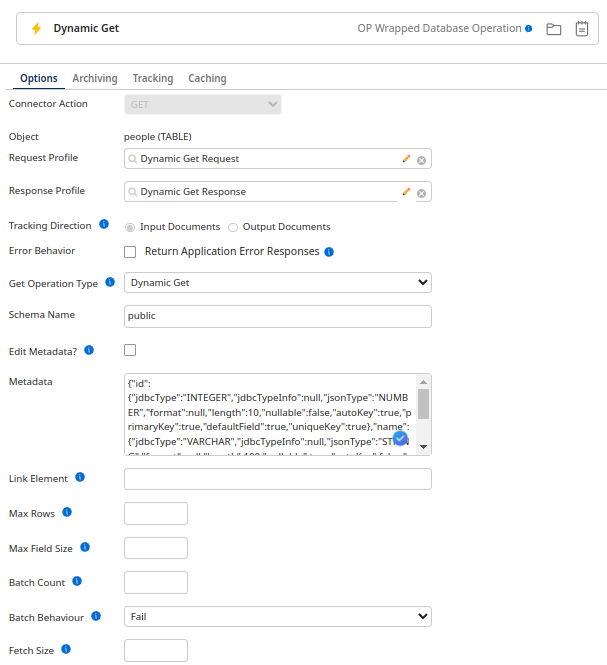 Dynamic Get
OP Wrapped Database Operation
Options Archiving Tracking Caching
Connector Action GET
Object people (TABLE)
Request Profile Dynamic Get Request
Response Profile Dynamic Get Response
Tracking Direction Input Documents Output Documents
Error Behavior Return Application Error Responses
Get Operation Type Dynamic Get
Schema Name public
Edit Metadata?
Metadata
{"id":
{"jdbcType":"INTEGER","jdbcTypeInfo":null,"jsonType":"NUMB
ER","format":null,"length":10,"nullable":false,"autoKey":true,"p
rimaryKey":true,"defaultField":true,"uniqueKey":true},"name":
{"jdbcType":"VARCHAR","jdbcTypeInfo":null,"jsonType":
Link Element
Max Rows
Max Field Size
Batch Count
Batch Behaviour Fail
Fetch Size